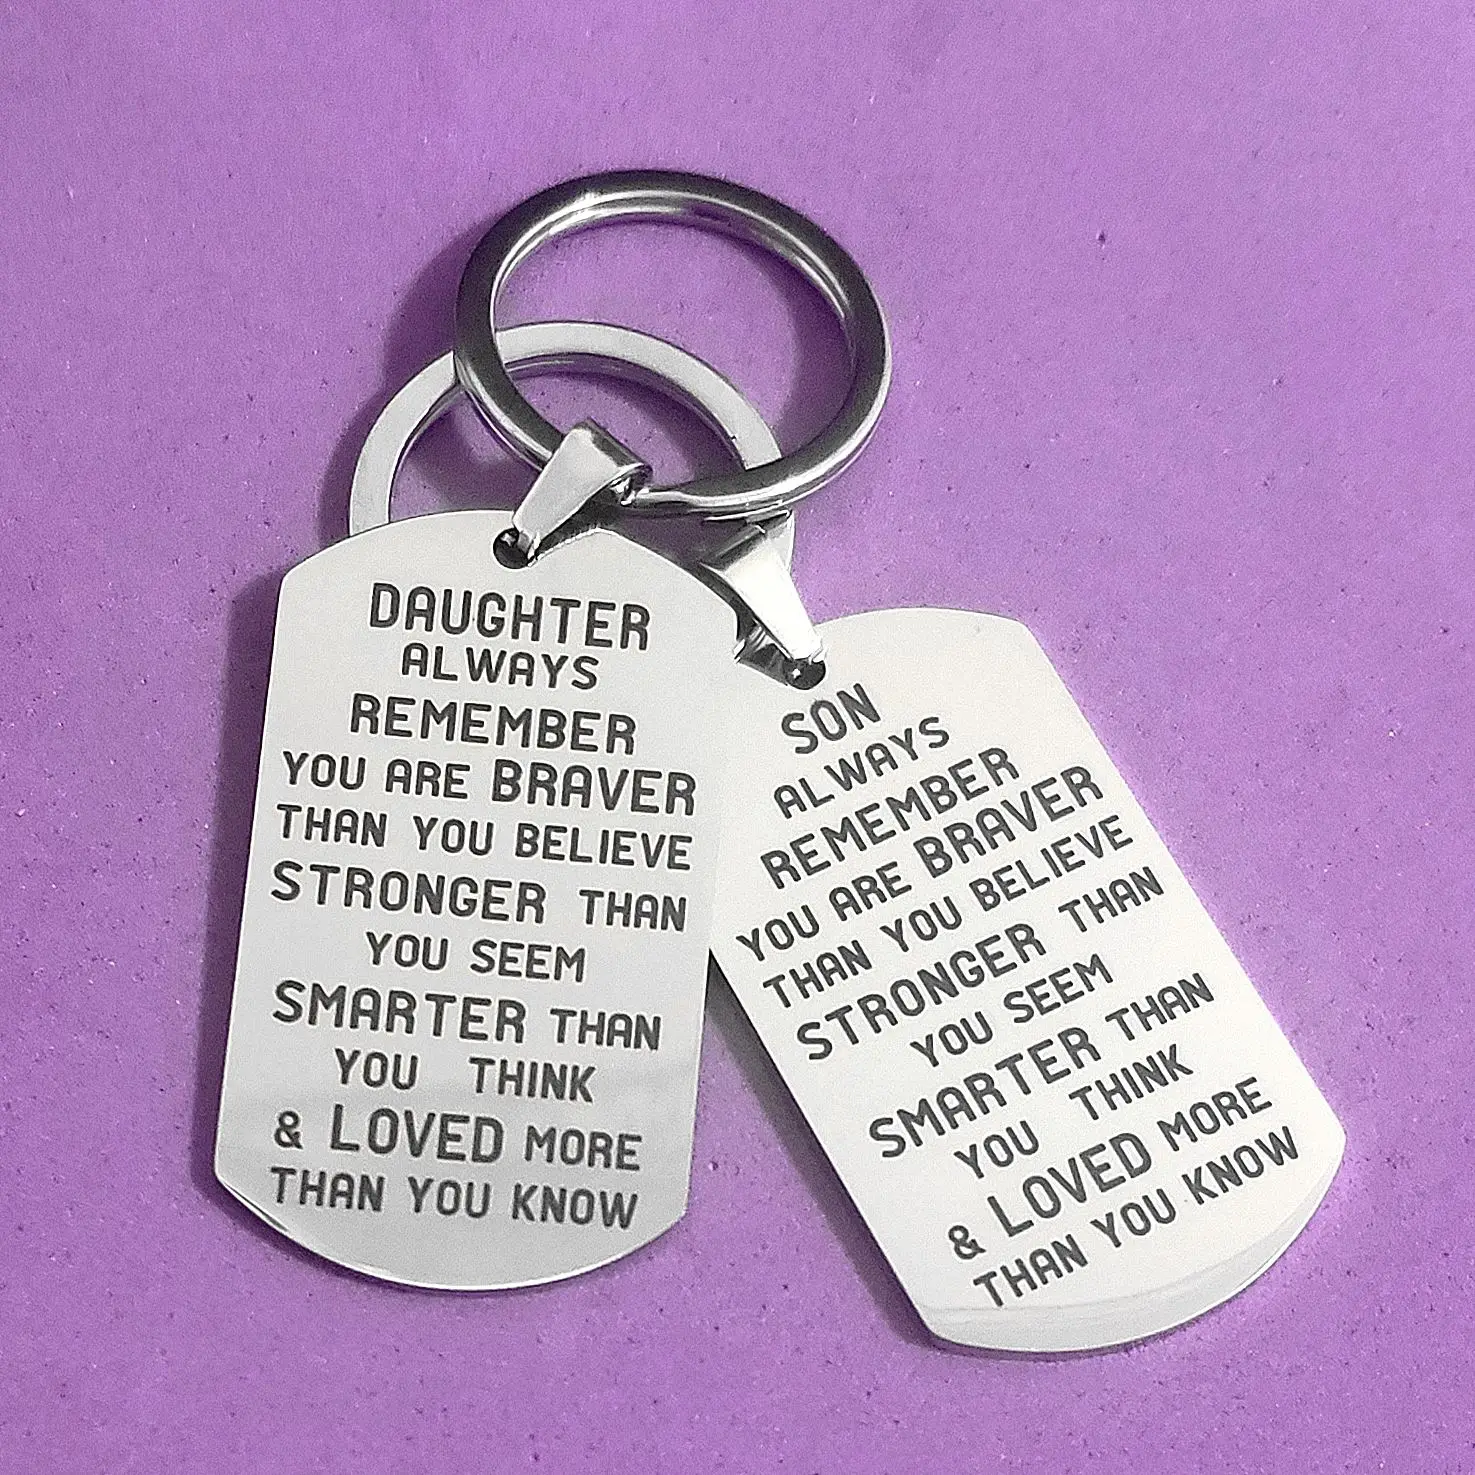 DAUGHTER
ALWAYS
REMEMBER
YOU ARE BRAVER
THAN YOU BELIEVE
STRONGER THAN
YOU SEEM
SMARTER THAN
YOU THINK
& LOVED MORE
THAN YOU KNOW
SON
ALWAYS
REMEMBER
YOU ARE BRAVER
THAN YOU BELIEVE
STRONGER THAN
YOU SEEM
SMARTER THAN
YOU THINK
& LOVED MORE
THAN YOU KNOW